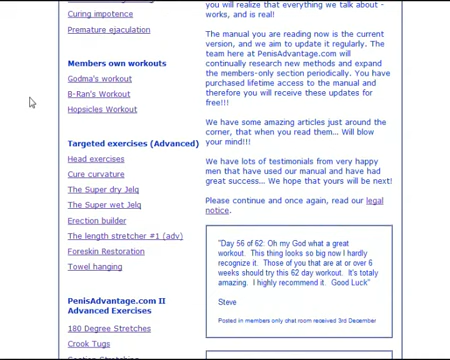 Curing impotence
Premature ejaculation
Members own workouts
Godma's workout
B-Ran's Workout
Hopsicles Workout
Targeted exercises (Advanced)
Head exercises
Cure curvature
The Super dry Jelq
The Super wet Jelq
Erection builder
The length stretcher #1 (adv)
Foreskin Restoration
Towel hanging
PenisAdvantage.com II
Advanced Exercises
180 Degree Stretches
Crook Tugs
you will realize that everything we talk about -
works, and is real!
The manual you are reading now is the current
version, and we aim to update it regularly. The
team here at PenisAdvantage.com will
continually research new methods and expand
the members-only section periodically. You have
purchased lifetime access to the manual and
therefore you will receive these updates for
free!!!
We have some amazing articles just around the
corner, that when you read them... Will blow
your mind!!!
We have lots of testimonials from very happy
men that have used our manual and have had
great success... We hope that yours will be next!
Please continue and once again, read our legal
notice.
"Day 56 of 62: Oh my God what a great
workout. This thing looks so big now I hardly
recognize it. Those of you that are at or over 6
weeks should try this 62 day workout. It's totaly
amazing. I highly recommend it. Good Luck"
Steve
Posted in members only chat room received 3rd December